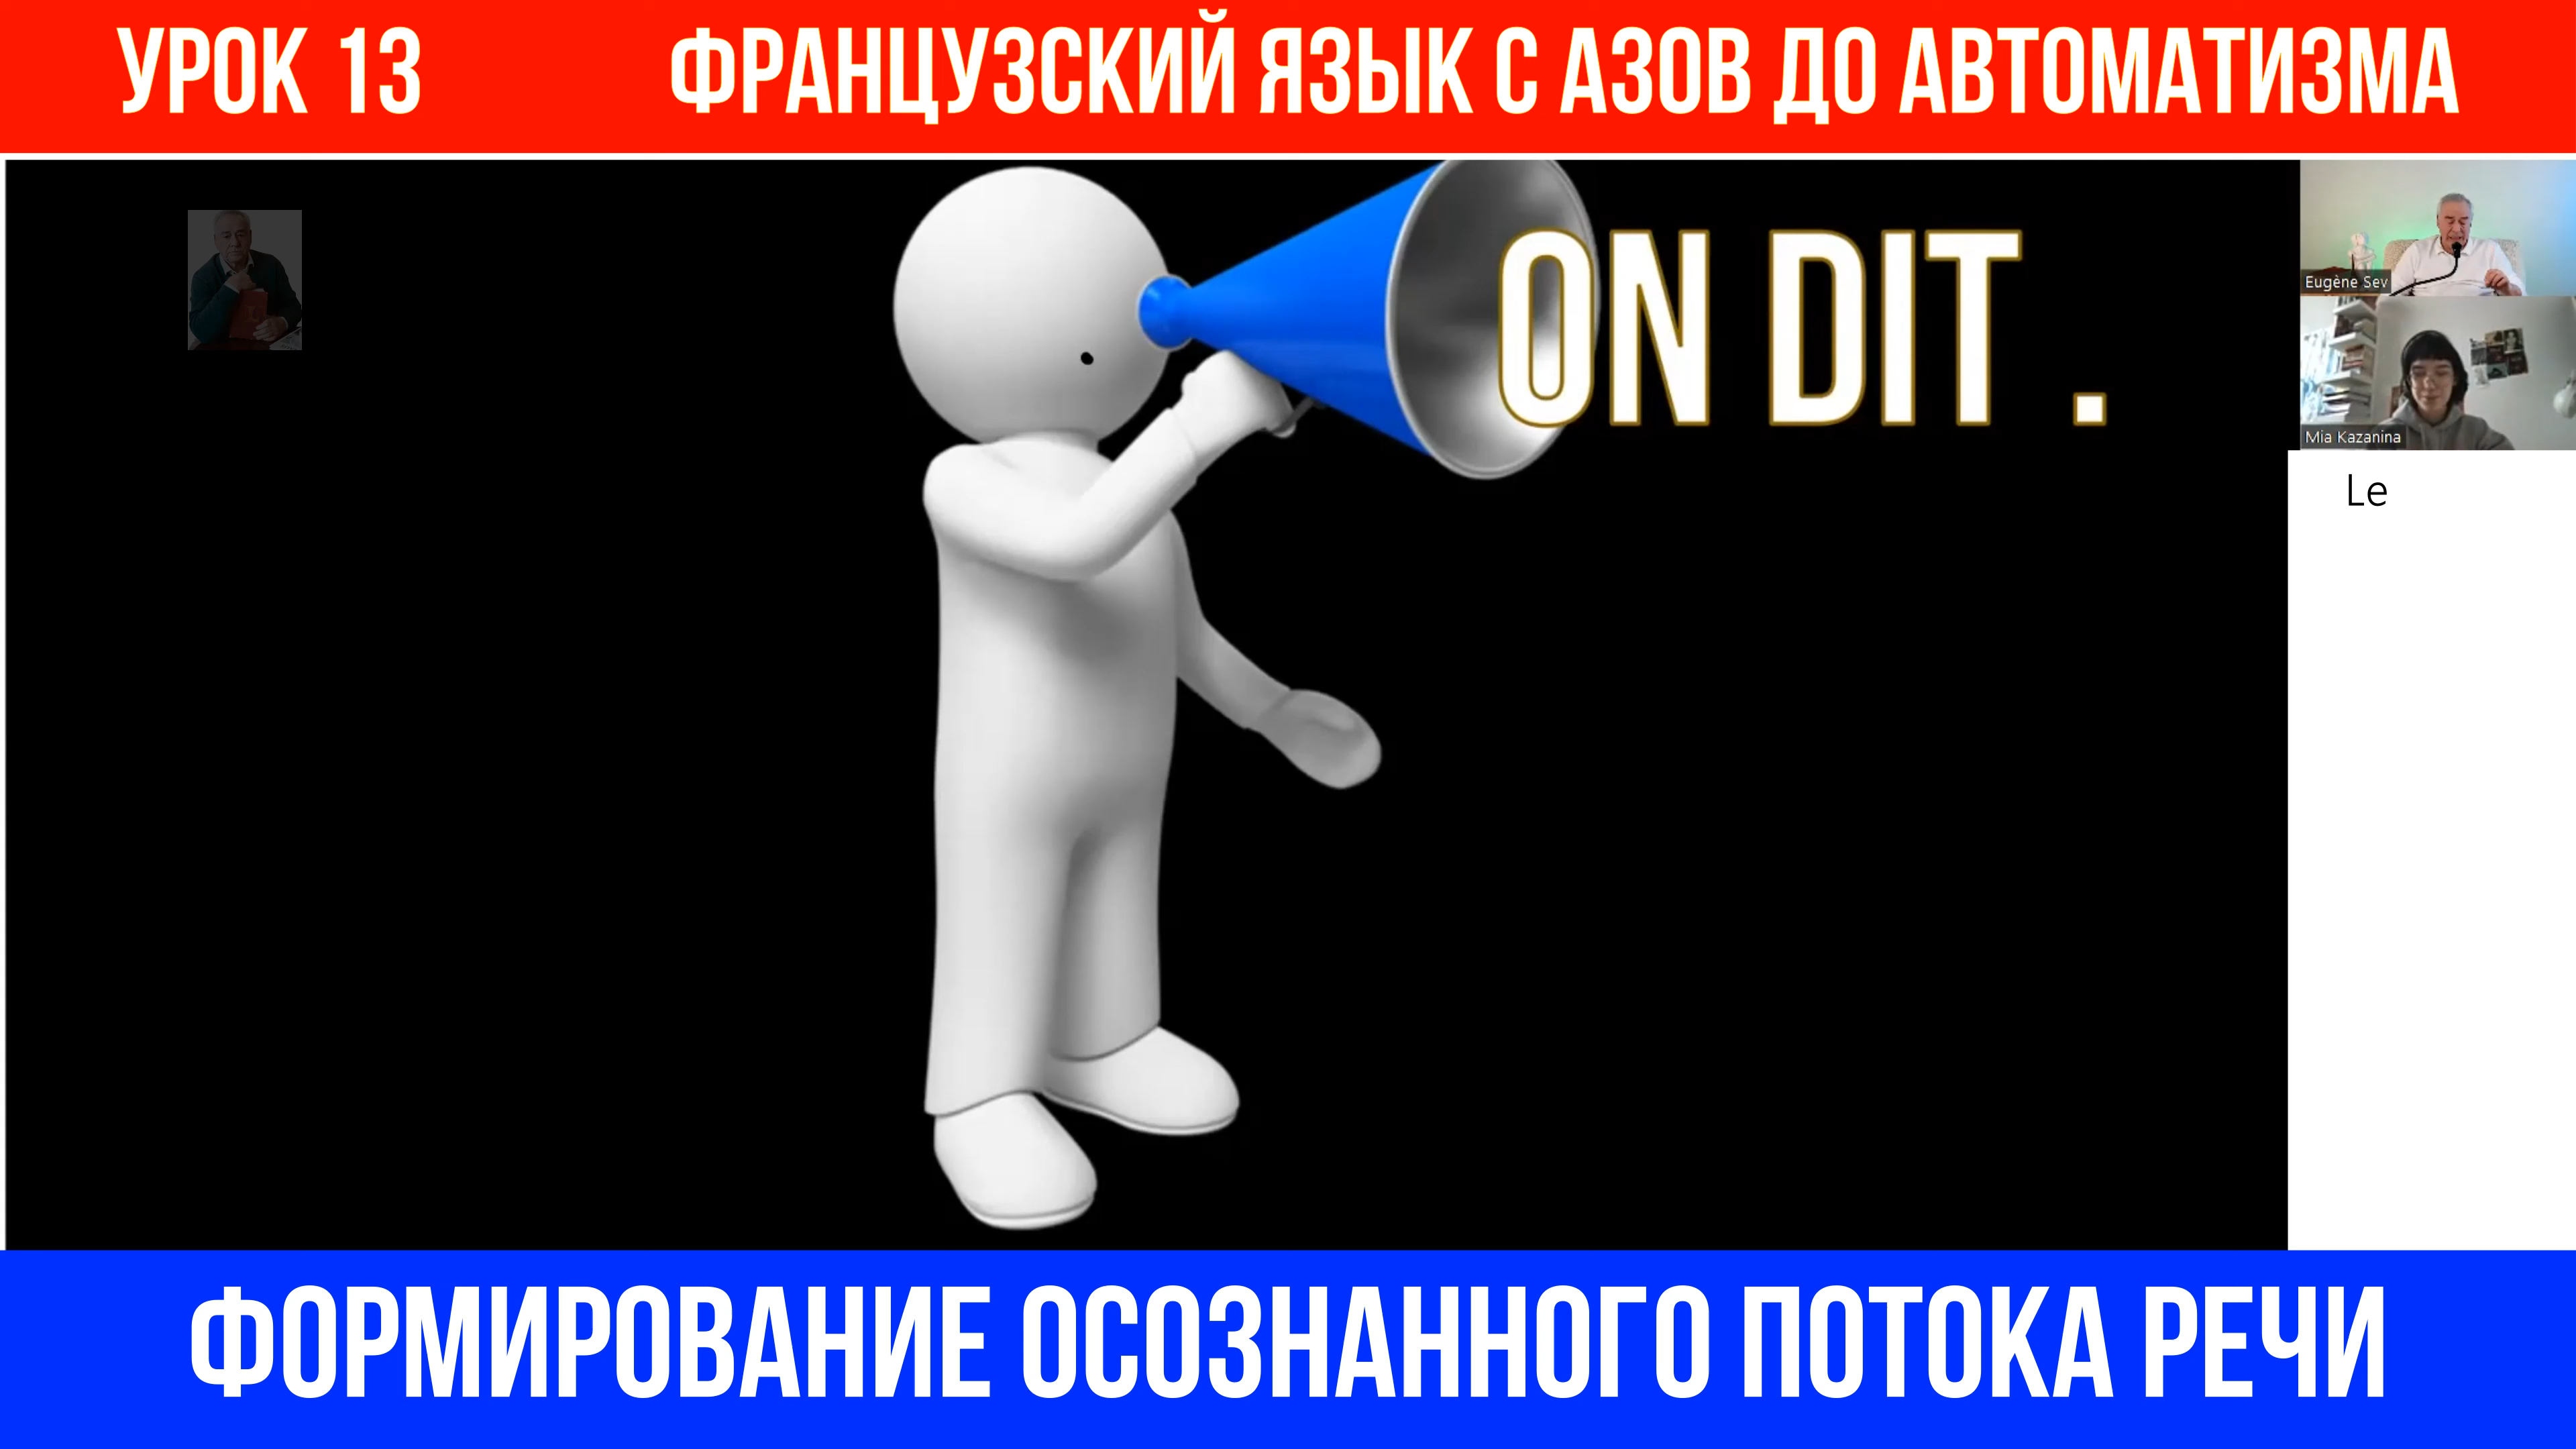 УРОК 13 ФРАНЦУЗСКИЙ ЯЗЫК С АЗОВ ДО АВТОМАТИЗМА
ON DIT .
Eugène Sev
Mia Kazanina
Le
ФОРМИРОВАНИЕ ОСОЗНАННОГО ПОТОКА РЕЧИ